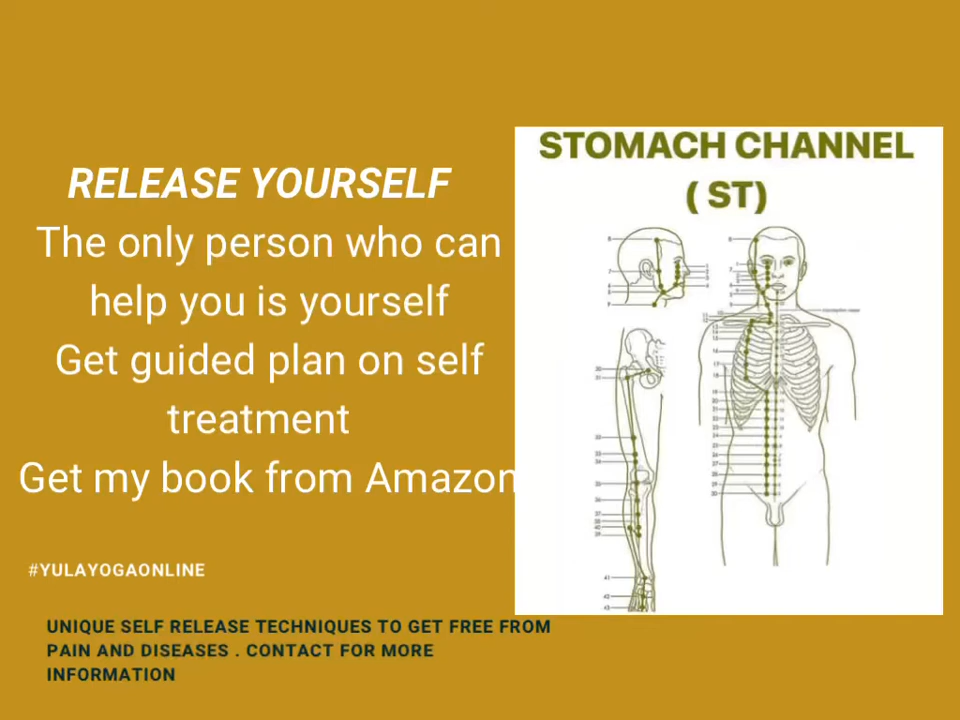 RELEASE YOURSELF
The only person who can
help you is yourself
Get guided plan on self
treatment
Get my book from Amazon
#YULAYOGAONLINE
UNIQUE SELF RELEASE TECHNIQUES TO GET FREE FROM
PAIN AND DISEASES . CONTACT FOR MORE
INFORMATION
STOMACH CHANNEL
( ST)